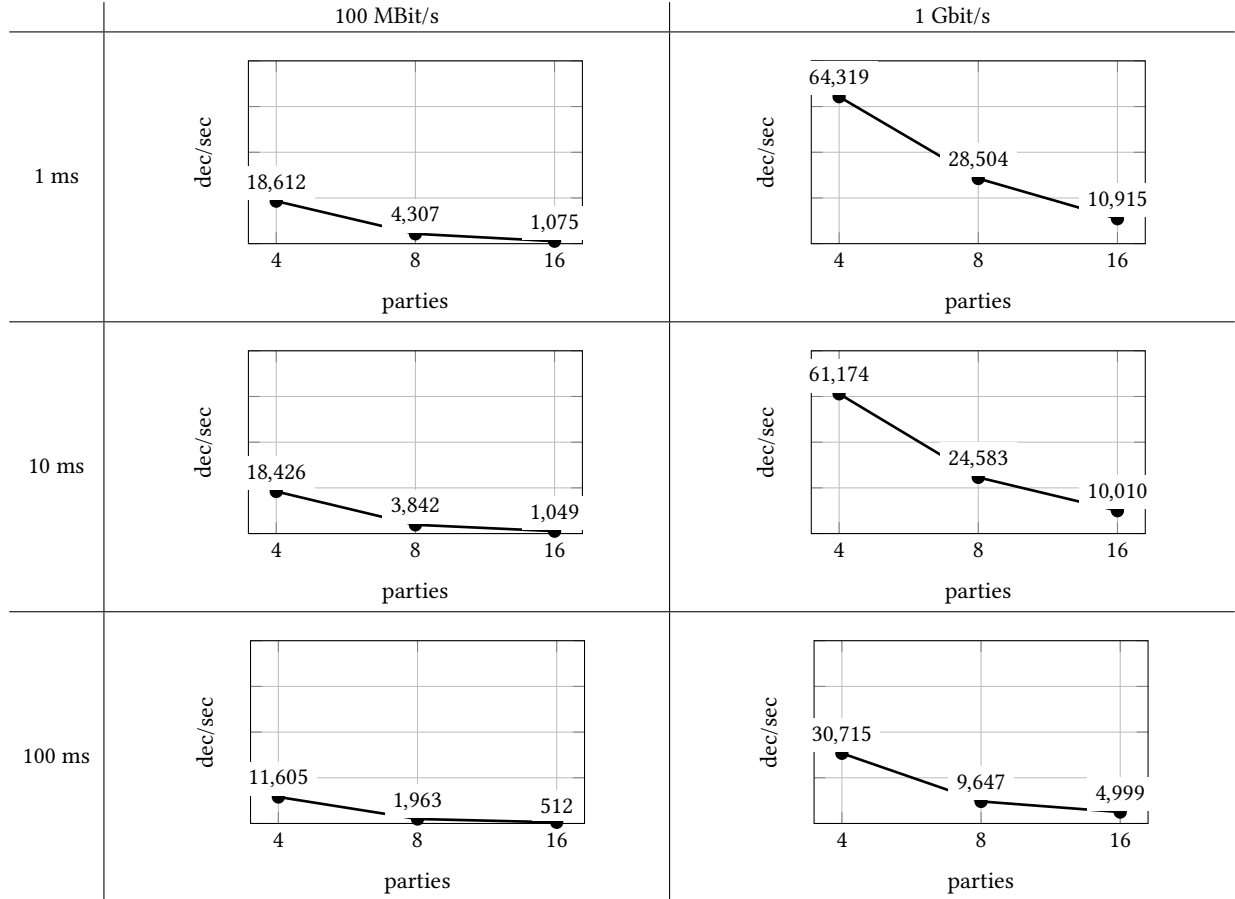 100 MBit/s
1 Gbit/s
1 ms
dec/sec
18,612
4,307
1,075
4
8
16
parties
dec/sec
64,319
28,504
10,915
4
8
16
parties
10 ms
dec/sec
18,426
3,842
1,049
4
8
16
parties
dec/sec
61,174
24,583
10,010
4
8
16
parties
100 ms
dec/sec
11,605
1,963
512
4
8
16
parties
dec/sec
30,715
9,647
4,999
4
8
16
parties